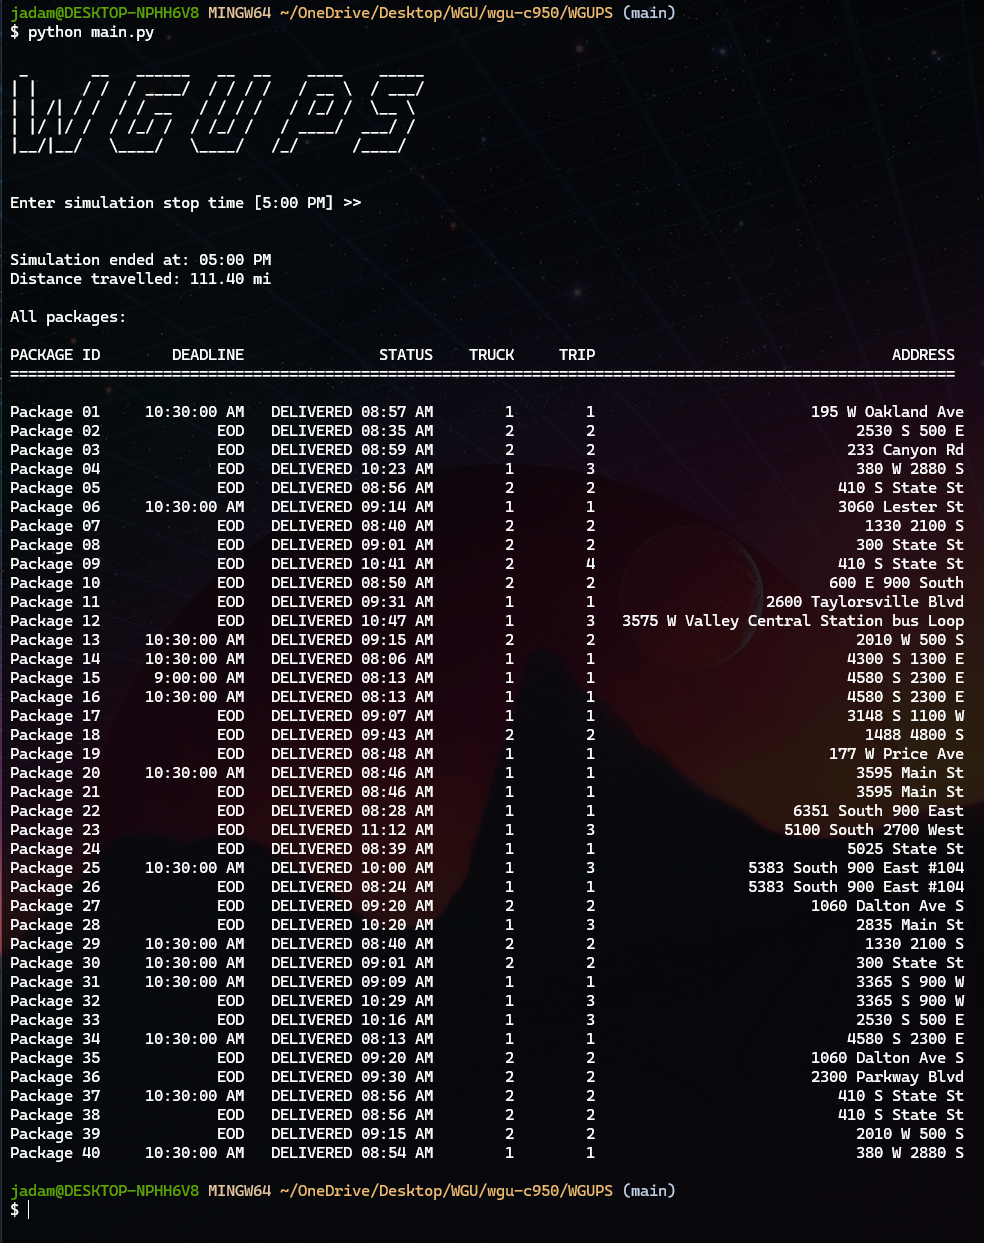 jadam@DESKTOP-NPHH6V8 MINGW64 ~/OneDrive/Desktop/WGU/wgu-c950/WGUPS (main)
$ python main.py
WGUPS
Enter simulation stop time [5:00 PM] >>
Simulation ended at: 05:00 PM
Distance travelled: 111.40 mi
All packages:
PACKAGE ID DEADLINE STATUS TRUCK TRIP ADDRESS
=========================================================================================================
Package 01 10:30:00 AM DELIVERED 08:57 AM 1 1 195 W Oakland Ave
Package 02 EOD DELIVERED 08:35 AM 2 2 2530 S 500 E
Package 03 EOD DELIVERED 08:59 AM 2 2 233 Canyon Rd
Package 04 EOD DELIVERED 10:23 AM 1 3 380 W 2880 S
Package 05 EOD DELIVERED 08:56 AM 2 2 410 S State St
Package 06 10:30:00 AM DELIVERED 09:14 AM 1 1 3060 Lester St
Package 07 EOD DELIVERED 08:40 AM 2 2 1330 2100 S
Package 08 EOD DELIVERED 09:01 AM 2 2 300 State St
Package 09 EOD DELIVERED 10:41 AM 2 4 410 S State St
Package 10 EOD DELIVERED 08:50 AM 2 2 600 E 900 South
Package 11 EOD DELIVERED 09:31 AM 1 1 2600 Taylorsville Blvd
Package 12 EOD DELIVERED 10:47 AM 1 3 3575 W Valley Central Station bus Loop
Package 13 10:30:00 AM DELIVERED 09:15 AM 2 2 2010 W 500 S
Package 14 10:30:00 AM DELIVERED 08:06 AM 1 1 4300 S 1300 E
Package 15 9:00:00 AM DELIVERED 08:13 AM 1 1 4580 S 2300 E
Package 16 10:30:00 AM DELIVERED 08:13 AM 1 1 4580 S 2300 E
Package 17 EOD DELIVERED 09:07 AM 1 1 3148 S 1100 W
Package 18 EOD DELIVERED 09:43 AM 2 2 1488 4800 S
Package 19 EOD DELIVERED 08:48 AM 1 1 177 W Price Ave
Package 20 10:30:00 AM DELIVERED 08:46 AM 1 1 3595 Main St
Package 21 EOD DELIVERED 08:46 AM 1 1 3595 Main St
Package 22 EOD DELIVERED 08:28 AM 1 1 6351 South 900 East
Package 23 EOD DELIVERED 11:12 AM 1 3 5100 South 2700 West
Package 24 EOD DELIVERED 08:39 AM 1 1 5025 State St
Package 25 10:30:00 AM DELIVERED 10:00 AM 1 3 5383 South 900 East #104
Package 26 EOD DELIVERED 08:24 AM 1 1 5383 South 900 East #104
Package 27 EOD DELIVERED 09:20 AM 2 2 1060 Dalton Ave S
Package 28 EOD DELIVERED 10:20 AM 1 3 2835 Main St
Package 29 10:30:00 AM DELIVERED 08:40 AM 2 2 1330 2100 S
Package 30 10:30:00 AM DELIVERED 09:01 AM 2 2 300 State St
Package 31 10:30:00 AM DELIVERED 09:09 AM 1 1 3365 S 900 W
Package 32 EOD DELIVERED 10:29 AM 1 3 3365 S 900 W
Package 33 EOD DELIVERED 10:16 AM 1 3 2530 S 500 E
Package 34 10:30:00 AM DELIVERED 08:13 AM 1 1 4580 S 2300 E
Package 35 EOD DELIVERED 09:20 AM 2 2 1060 Dalton Ave S
Package 36 EOD DELIVERED 09:30 AM 2 2 2300 Parkway Blvd
Package 37 10:30:00 AM DELIVERED 08:56 AM 2 2 410 S State St
Package 38 EOD DELIVERED 08:56 AM 2 2 410 S State St
Package 39 EOD DELIVERED 09:15 AM 2 2 2010 W 500 S
Package 40 10:30:00 AM DELIVERED 08:54 AM 1 1 380 W 2880 S
jadam@DESKTOP-NPHH6V8 MINGW64 ~/OneDrive/Desktop/WGU/wgu-c950/WGUPS (main)
$